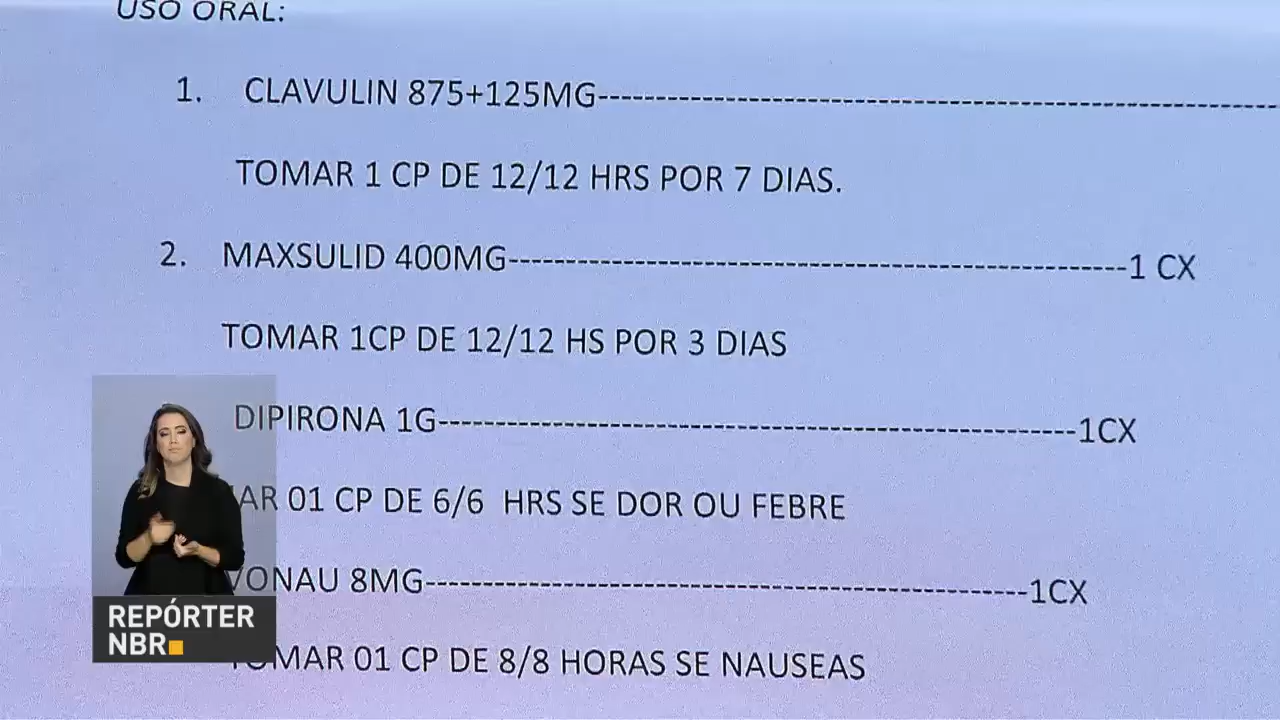 USO ORAL:
1. CLAVULIN 875+125MG--------------------------------------------------------------
TOMAR 1 CP DE 12/12 HRS POR 7 DIAS.
2. MAXSULID 400MG--------------------------------------------------------1 CX
TOMAR 1CP DE 12/12 HS POR 3 DIAS
DIPIRONA 1G---------------------------------------------------------1CX
AR 01 CP DE 6/6 HRS SE DOR OU FEBRE
VONAU 8MG------------------------------------------------------1CX
TOMAR 01 CP DE 8/8 HORAS SE NAUSEAS
REPÓRTER
NBR